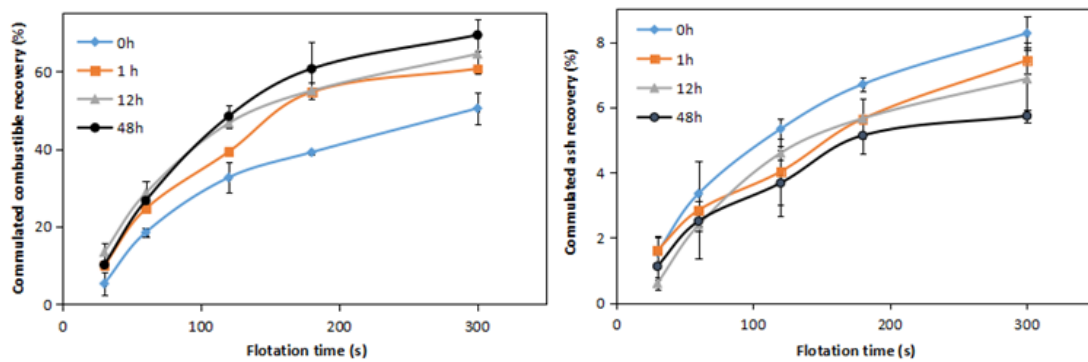 Commulated combustible recovery (%)
60
40
20
0
0h
1 h
12h
48h
0
100
200
300
Flotation time (s)
Commulated ash recovery (%)
8
6
4
2
0
0h
1h
12h
48h
0
100
200
300
Flotation time (s)